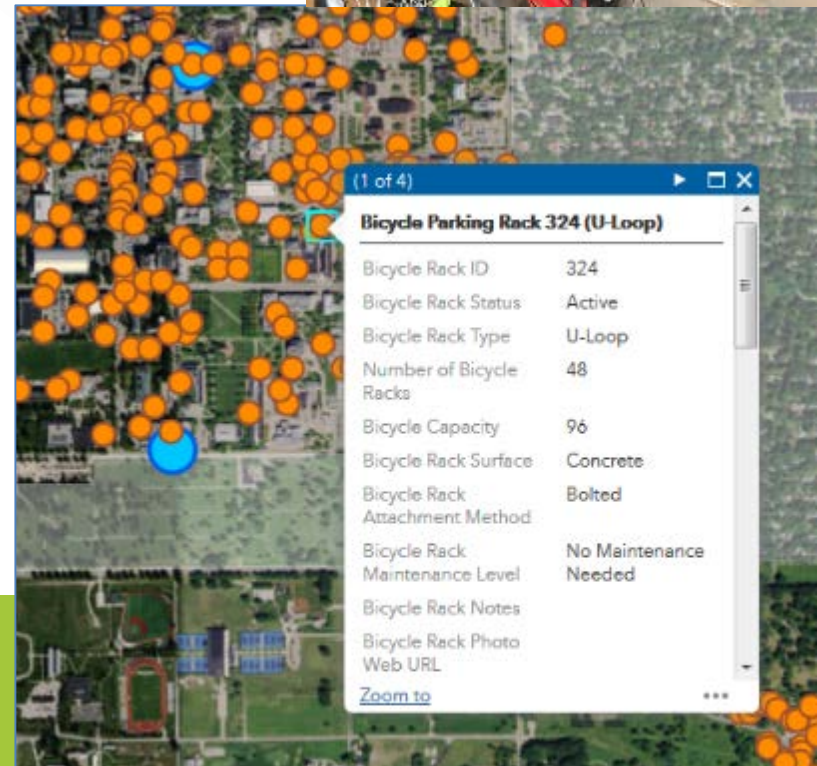 (1 of 4)
Bicycle Parking Rack 324 (U-Loop)
Bicycle Rack ID 324
Bicycle Rack Status Active
Bicycle Rack Type U-Loop
Number of Bicycle 48
Racks
Bicycle Capacity 96
Bicycle Rack Surface Concrete
Bicycle Rack Bolted
Attachment Method
Bicycle Rack No Maintenance
Maintenance Level Needed
Bicycle Rack Notes
Bicycle Rack Photo
Web URL
Zoom to